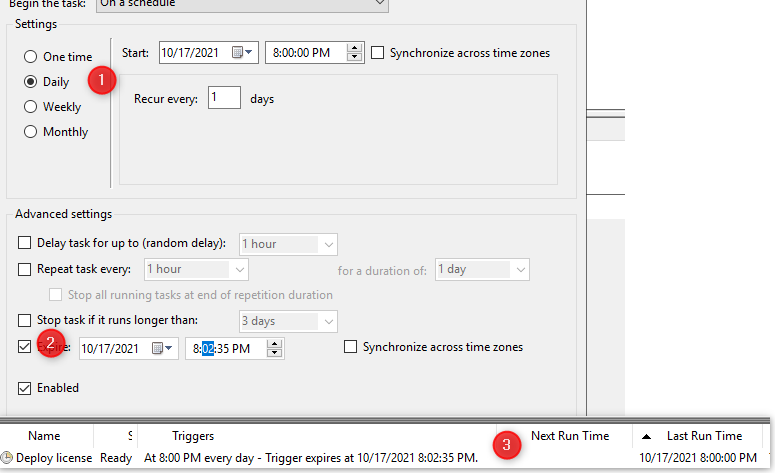 Begin the task: On a schedule
Settings
One time
Daily
Weekly
Monthly
1
Start: 10/17/2021 8:00:00 PM Synchronize across time zones
Recur every: 1 days
Advanced settings
Delay task for up to (random delay): 1 hour
Repeat task every: 1 hour for a duration of: 1 day
Stop all running tasks at end of repetition duration
Stop task if it runs longer than: 3 days
2
Expire: 10/17/2021 8:02:35 PM Synchronize across time zones
Enabled
3
Name S Triggers Next Run Time Last Run Time
Deploy license Ready At 8:00 PM every day - Trigger expires at 10/17/2021 8:02:35 PM. 10/17/2021 8:00:00 PM